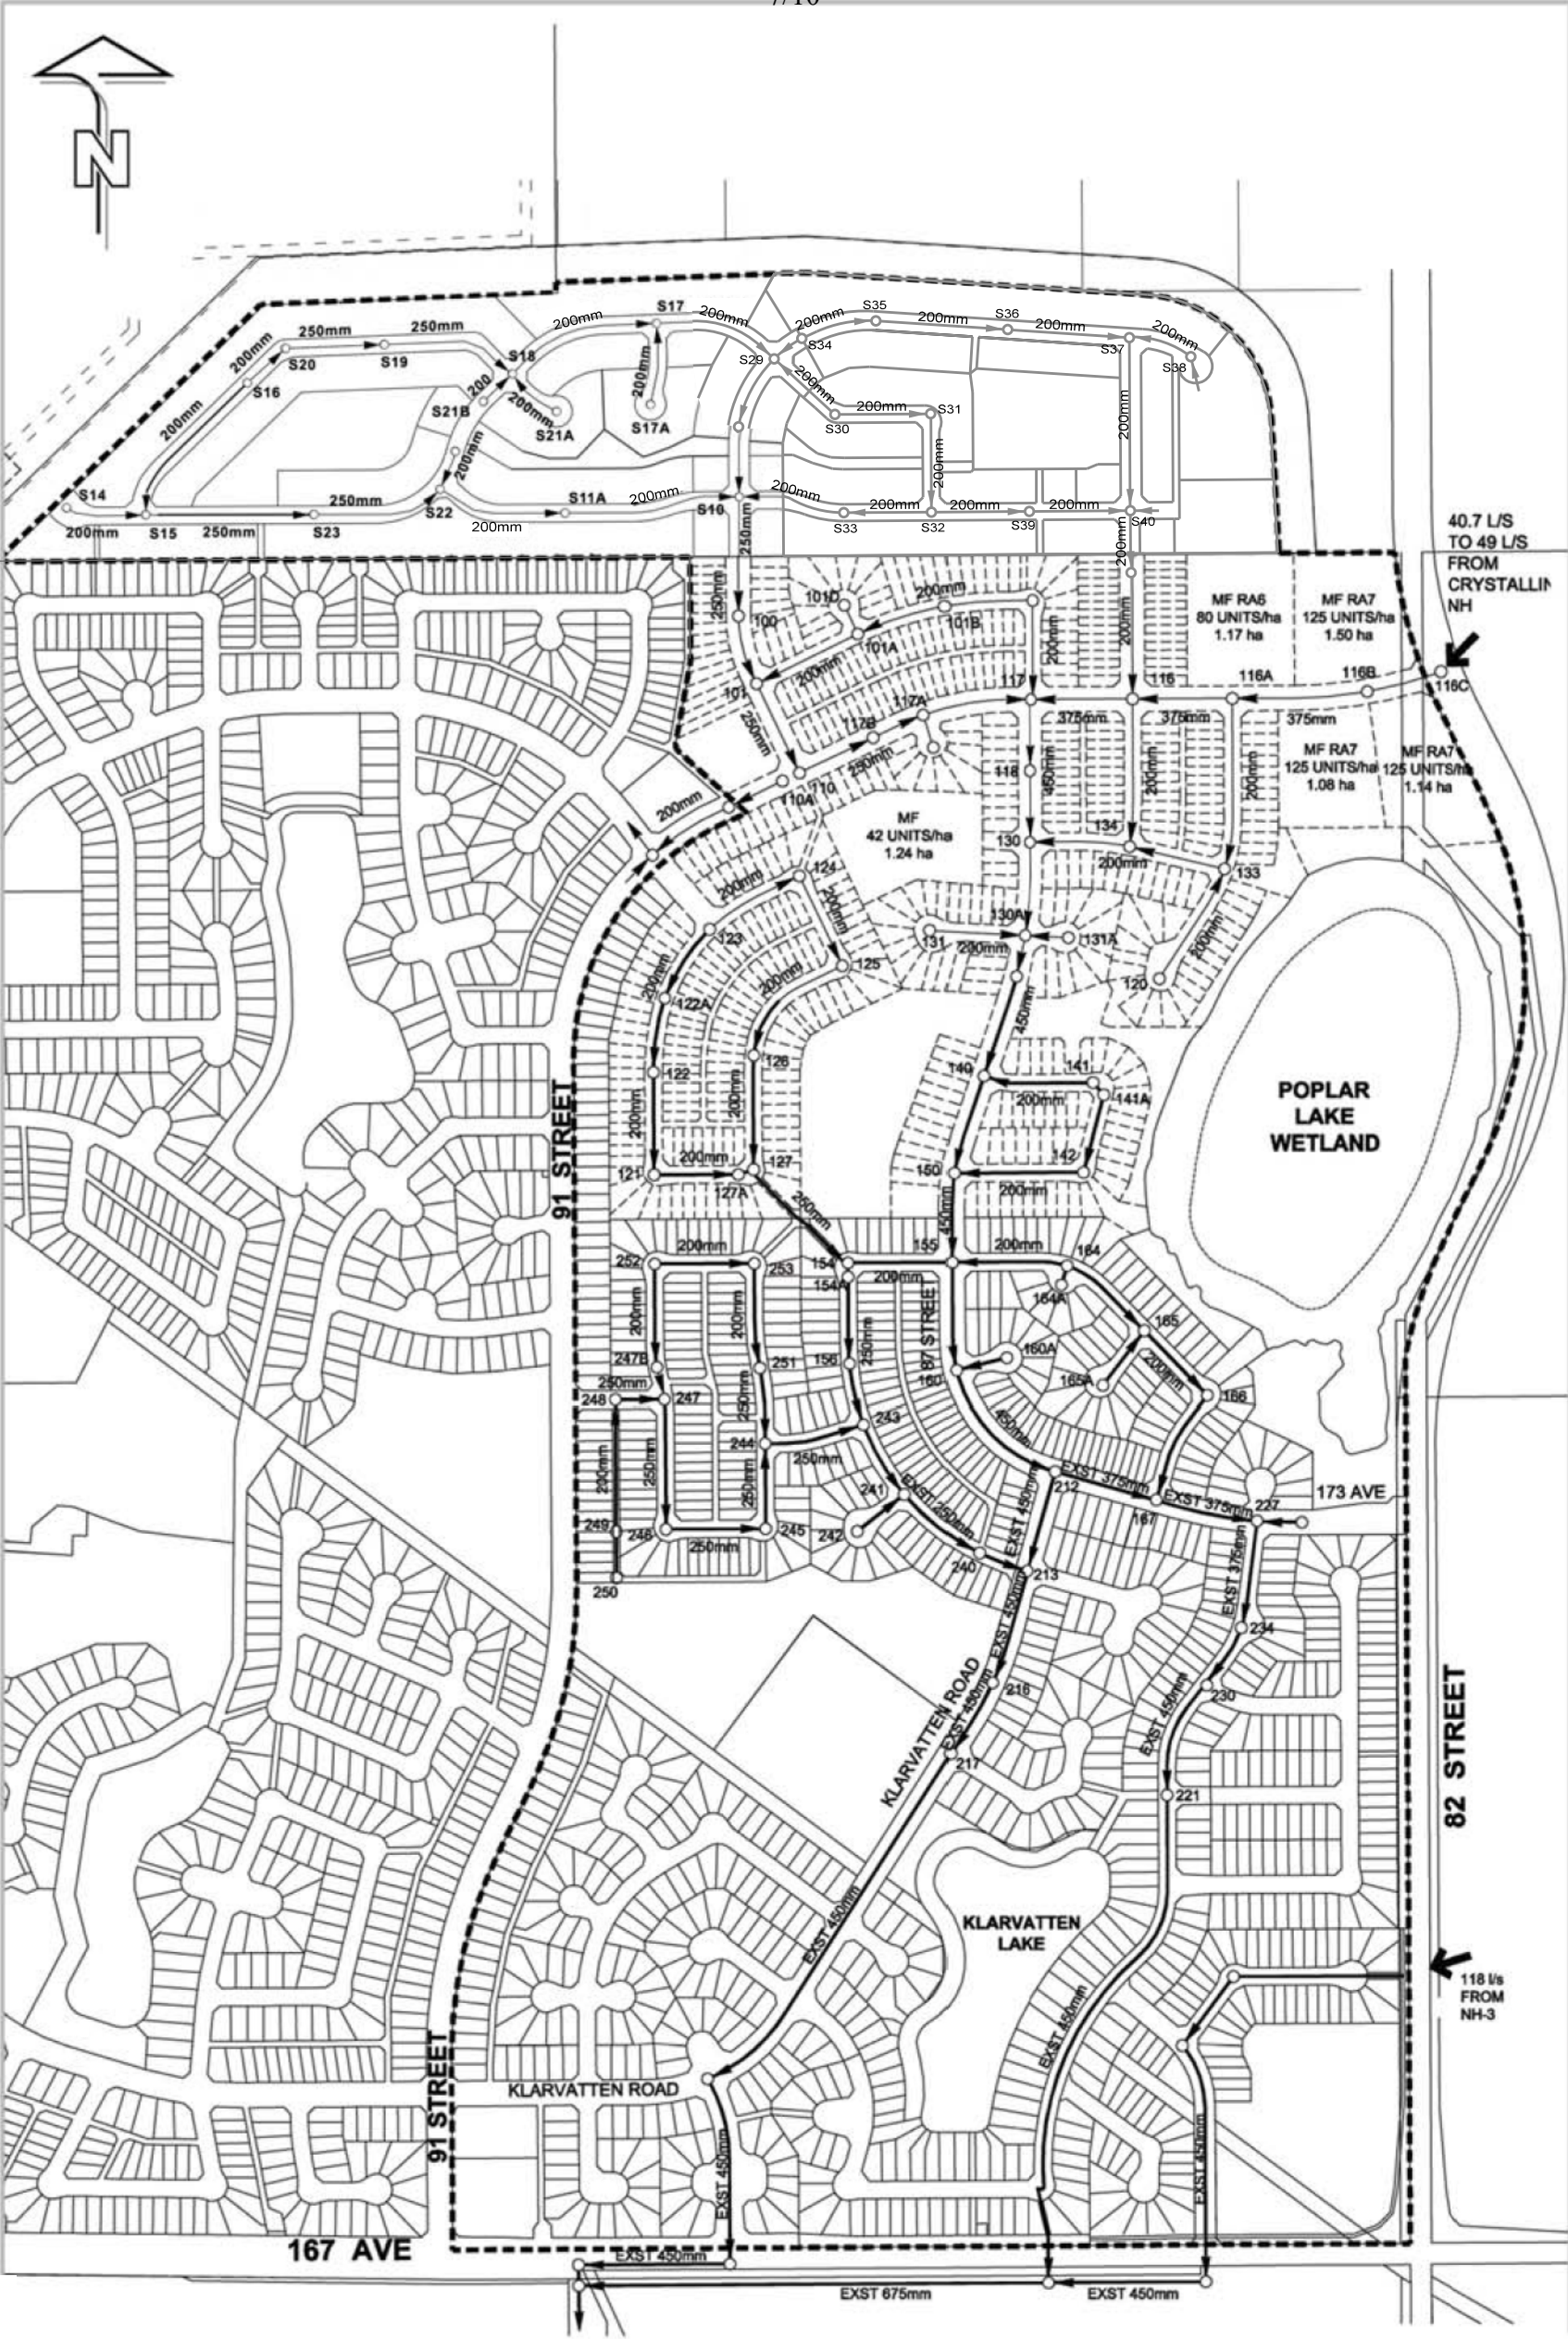 7/10
N
S35
S17
200mm
200mm
200mm
S36
250mm
250mm
200mm
200mm
200mm
S34
S18
S37
S29
S38
200mm
S20
S19
200mm
S16
200
200mm
200mm
S21B
200mm
200mm
S31
S21A
S17A
S30
200mm
200mm
200mm
200mm
S14
250mm
S11A
200mm
200mm
200mm
200mm
200mm
S22
S10
S33
S32
S39
S40
200mm
S15
250mm
S23
200mm
250mm
200mm
40.7 L/S
TO 49 L/S
FROM
CRYSTALLIN
NH
250mm
101D
200mm
100
101B
101A
200mm
200mm
MF RA6
80 UNITS/ha
1.17 ha
MF RA7
125 UNITS/ha
1.50 ha
200mm
101
117
116
116A
116B
116C
117A
375mm
375mm
375mm
250mm
117B
250mm
118
450mm
200mm
200mm
MF RA7
125 UNITS/ha
1.08 ha
MF RA7
125 UNITS/ha
1.14 ha
110
110A
200mm
MF
42 UNITS/ha
1.24 ha
134
130
200mm
133
124
200mm
200mm
130A
123
131
200mm
131A
200mm
125
200mm
200mm
120
122A
450mm
126
140
141
122
200mm
141A
200mm
200mm
POPLAR
LAKE
WETLAND
91 STREET
200mm
127
142
121
150
127A
200mm
250mm
450mm
200mm
155
200mm
164
252
253
154
154A
200mm
164A
200mm
200mm
250mm
87 STREET
165
247B
251
156
160A
160
165A
200mm
166
250mm
248
247
250mm
243
450mm
244
250mm
200mm
250mm
250mm
241
EXST 250mm
EXST 450mm
212
EXST 375mm
EXST 375mm
227
173 AVE
167
249
246
245
242
250mm
240
213
EXST 375mm
250
EXST 450mm
234
KLARVATTEN ROAD
EXST 450mm
216
230
EXST 450mm
217
221
82 STREET
EXST 450mm
KLARVATTEN
LAKE
118 l/s
FROM
NH-3
EXST 450mm
91 STREET
KLARVATTEN ROAD
EXST 450mm
EXST 450mm
167 AVE
EXST 450mm
EXST 675mm
EXST 450mm